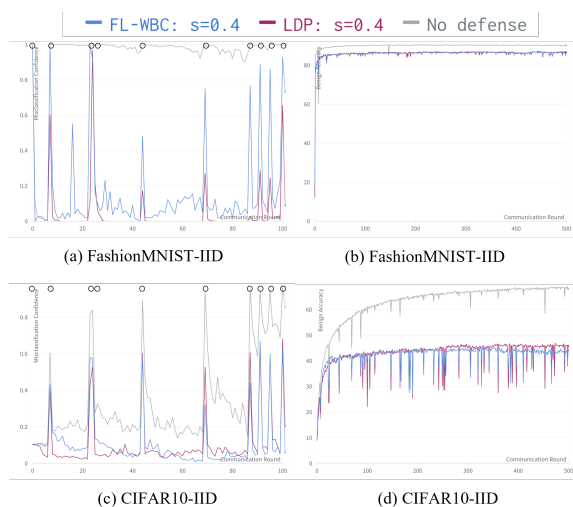 FL-WBC: s=0.4 LDP: s=0.4 No defense
1
0.8
0.6
0.4
0.2
0
Misclassification Confidence
0 20 40 60 80 100
Communication Round
(a) FashionMNIST-IID
100
80
60
40
20
0
Benign Accuracy
0 100 200 300 400 500
Communication Round
(b) FashionMNIST-IID
0.8
0.6
0.4
0.2
0
Misclassification Confidence
0 20 40 60 80 100
Communication Round
(c) CIFAR10-IID
60
50
40
30
20
10
0
Benign Accuracy
0 100 200 300 400 500
Communication Round
(d) CIFAR10-IID